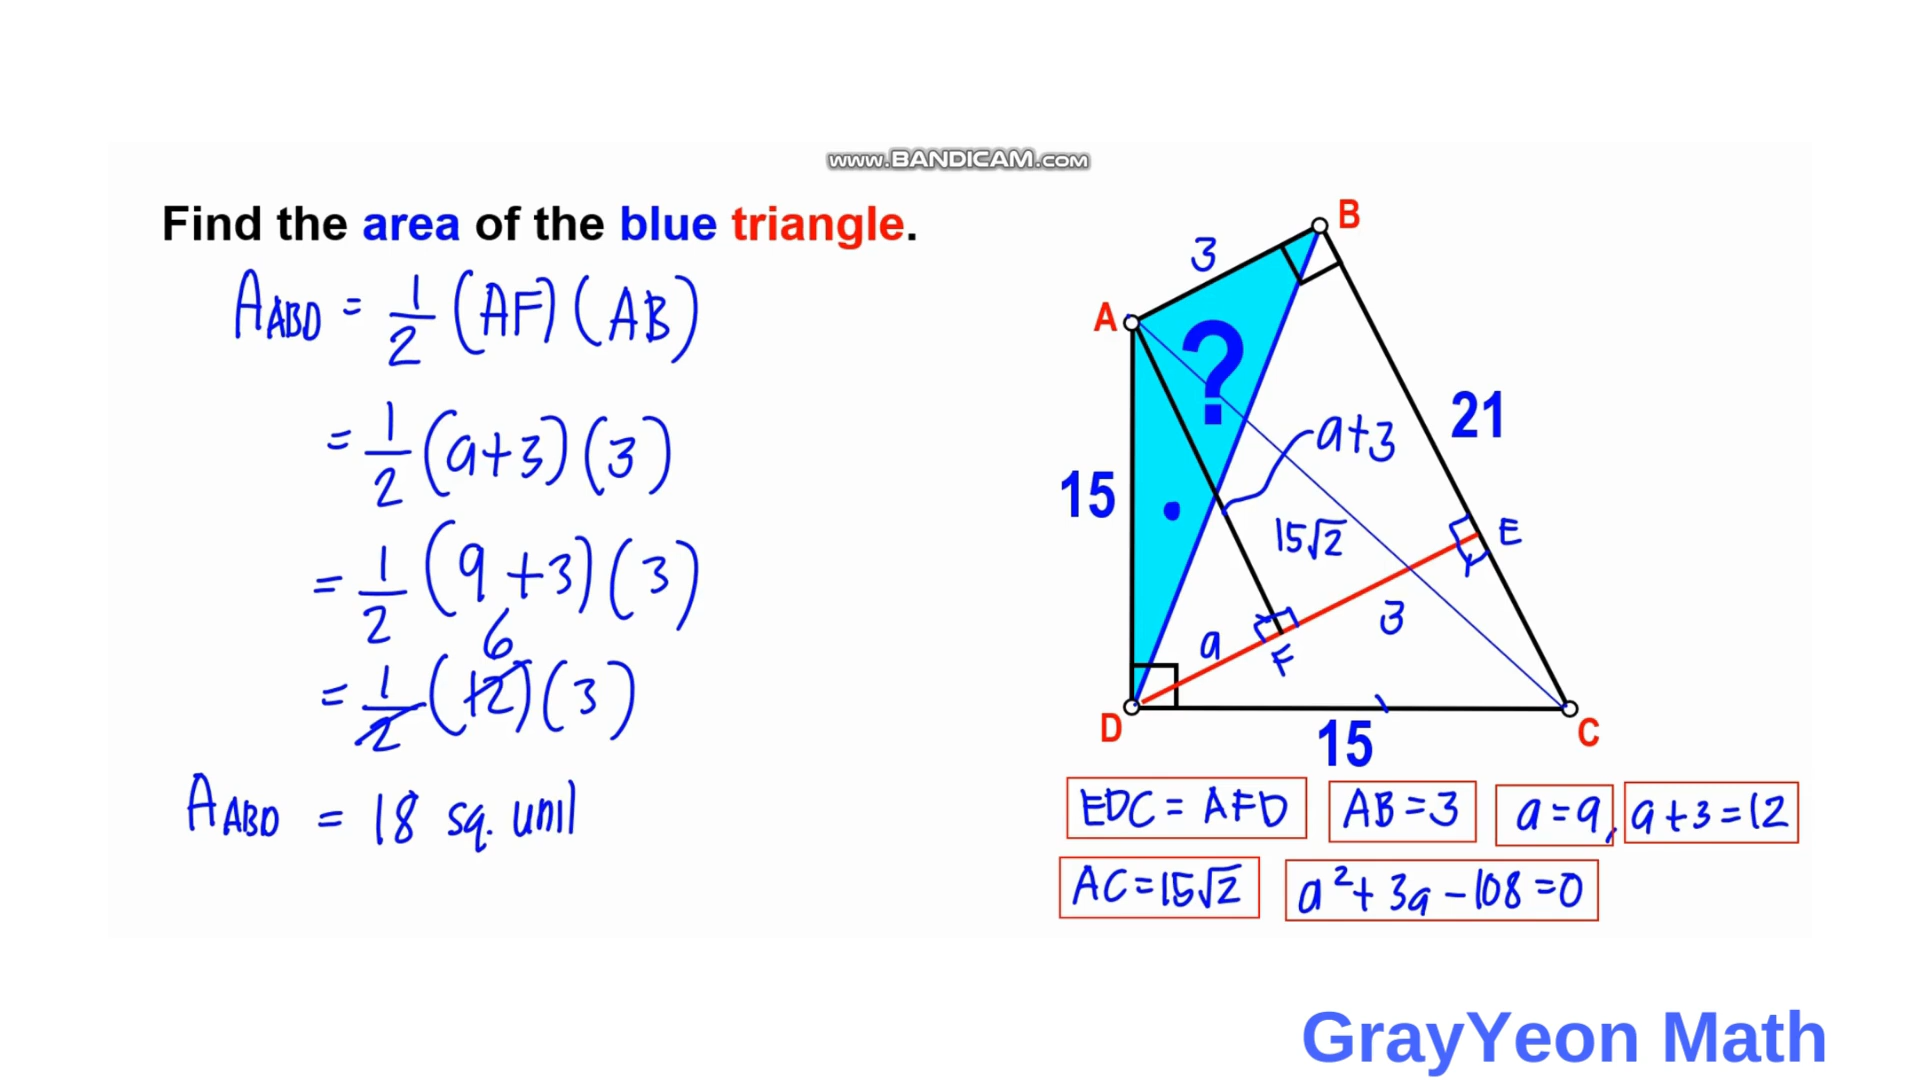 www.BANDICAM.com
Find the area of the blue triangle.
A ABD = 1/2 (AF)(AB)
= 1/2 (a+3)(3)
= 1/2 (9+3)(3)
6
= 1/2 (12)(3)
A ABD = 18 sq. unit
B
3
A
?
21
a+3
15
15√2
E
3
a
F
D
15
C
EDC = AFD
AB = 3
a = 9,
a+3 = 12
AC = 15√2
a² + 3a - 108 = 0
GrayYeon Math